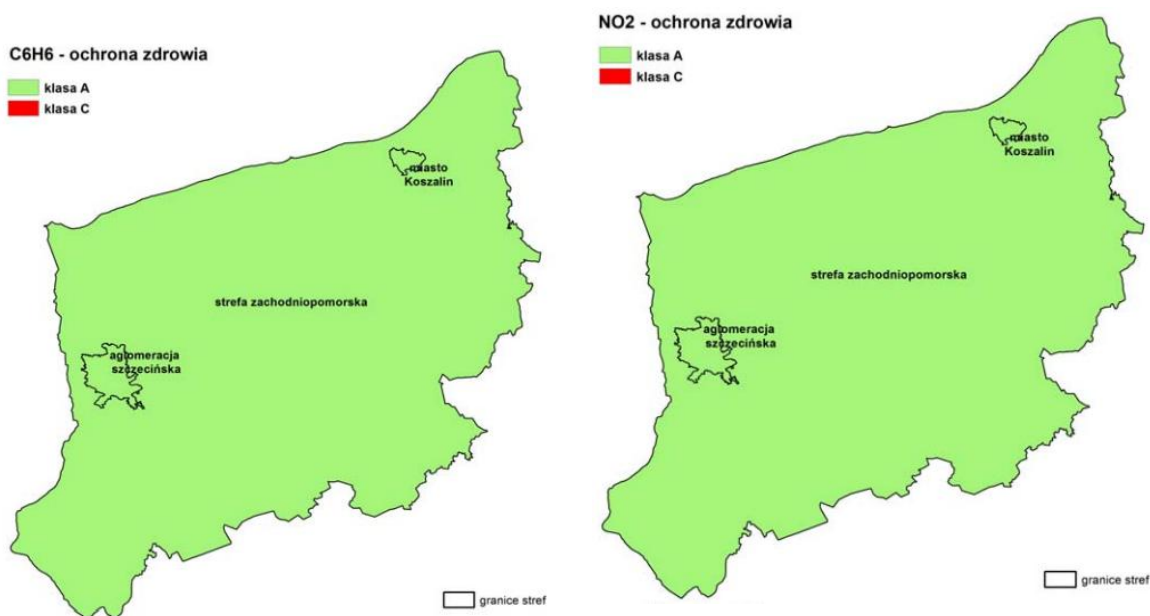 C6H6 - ochrona zdrowia
klasa A
klasa C
miasto
Koszalin
strefa zachodniopomorska
aglomeracja
szczecińska
granice stref
NO2 - ochrona zdrowia
klasa A
klasa C
miasto
Koszalin
strefa zachodniopomorska
aglomeracja
szczecińska
granice stref